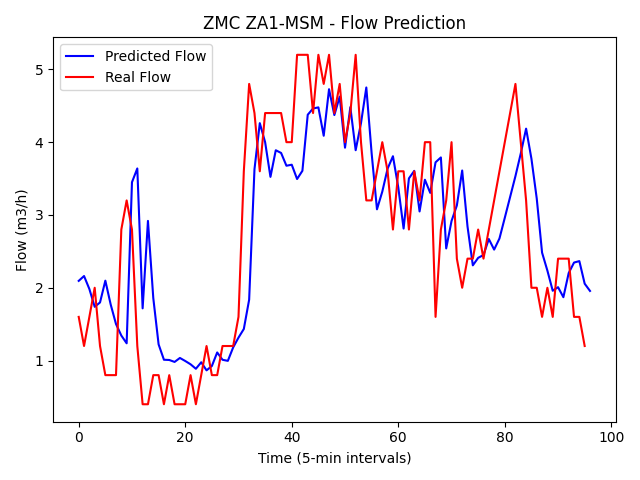 ZMC ZA1-MSM - Flow Prediction
Predicted Flow
Real Flow
Flow (m3/h)
5
4
3
2
1
0
20
40
60
80
100
Time (5-min intervals)